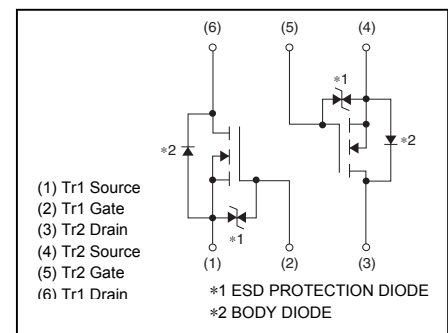 (6) (5) (4)
∗1
∗2 ∗2
(1) Tr1 Source
(2) Tr1 Gate
(3) Tr2 Drain
(4) Tr2 Source
(5) Tr2 Gate
(6) Tr1 Drain
∗1
(1) (2) (3)
∗1 ESD PROTECTION DIODE
∗2 BODY DIODE